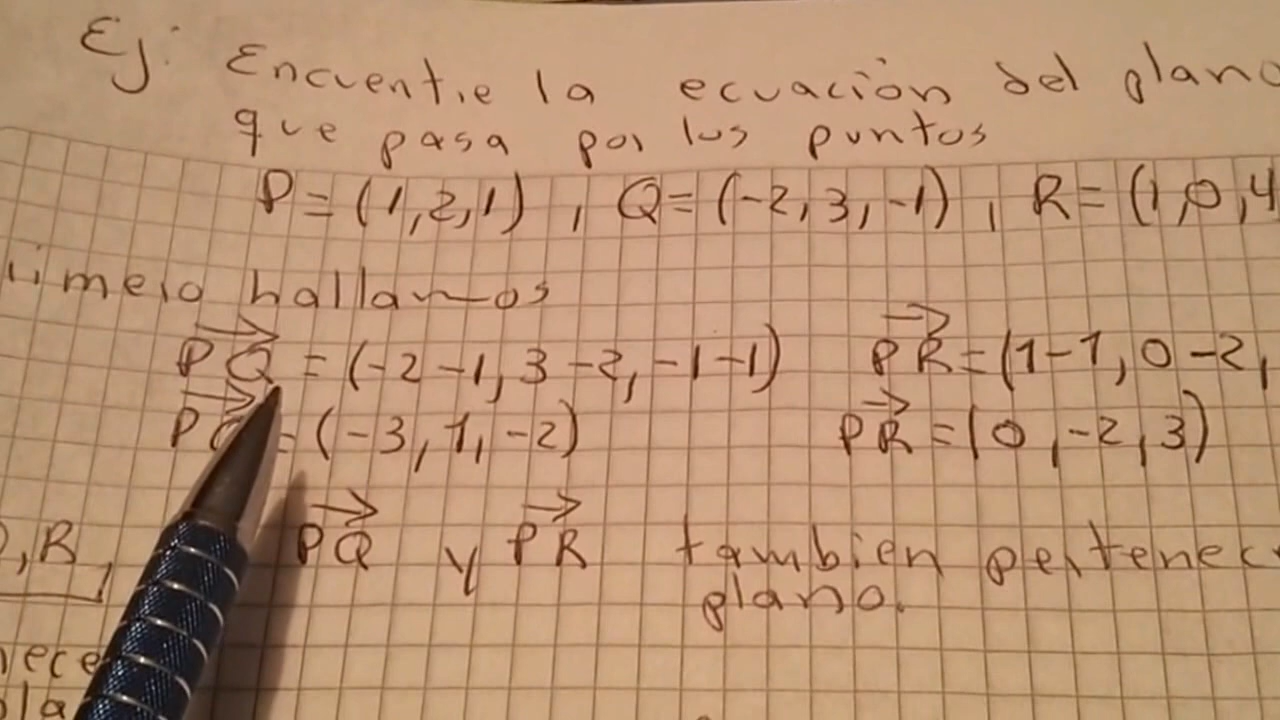 Ej: Encuentre la ecuación del plano
que pasa por los puntos
P = (1,2,1) , Q = (-2, 3, -1) , R = (1,0,4
imero hallamos
PQ = (-2-1, 3-2, -1-1) PR = (1-1, 0-2,
= (-3, 1, -2) PR = (0, -2, 3)
, R, PQ y PR tambien pertenec
plano.